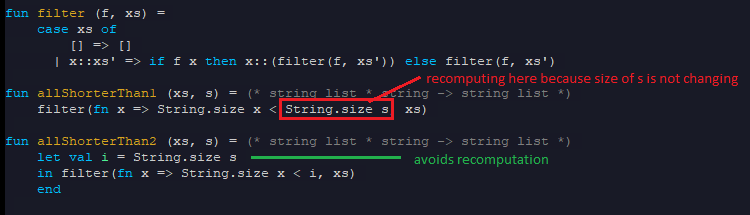 fun filter (f, xs) =
case xs of
[] => []
| x::xs' => if f x then x::(filter(f, xs')) else filter(f, xs')
recomputing here because size of s is not changing
fun allShorterThan1 (xs, s) = (* string list * string -> string list *)
filter(fn x => String.size x < String.size s xs)
fun allShorterThan2 (xs, s) = (* string list * string -> string list *)
let val i = String.size s
avoids recomputation
in filter(fn x => String.size x < i, xs)
end